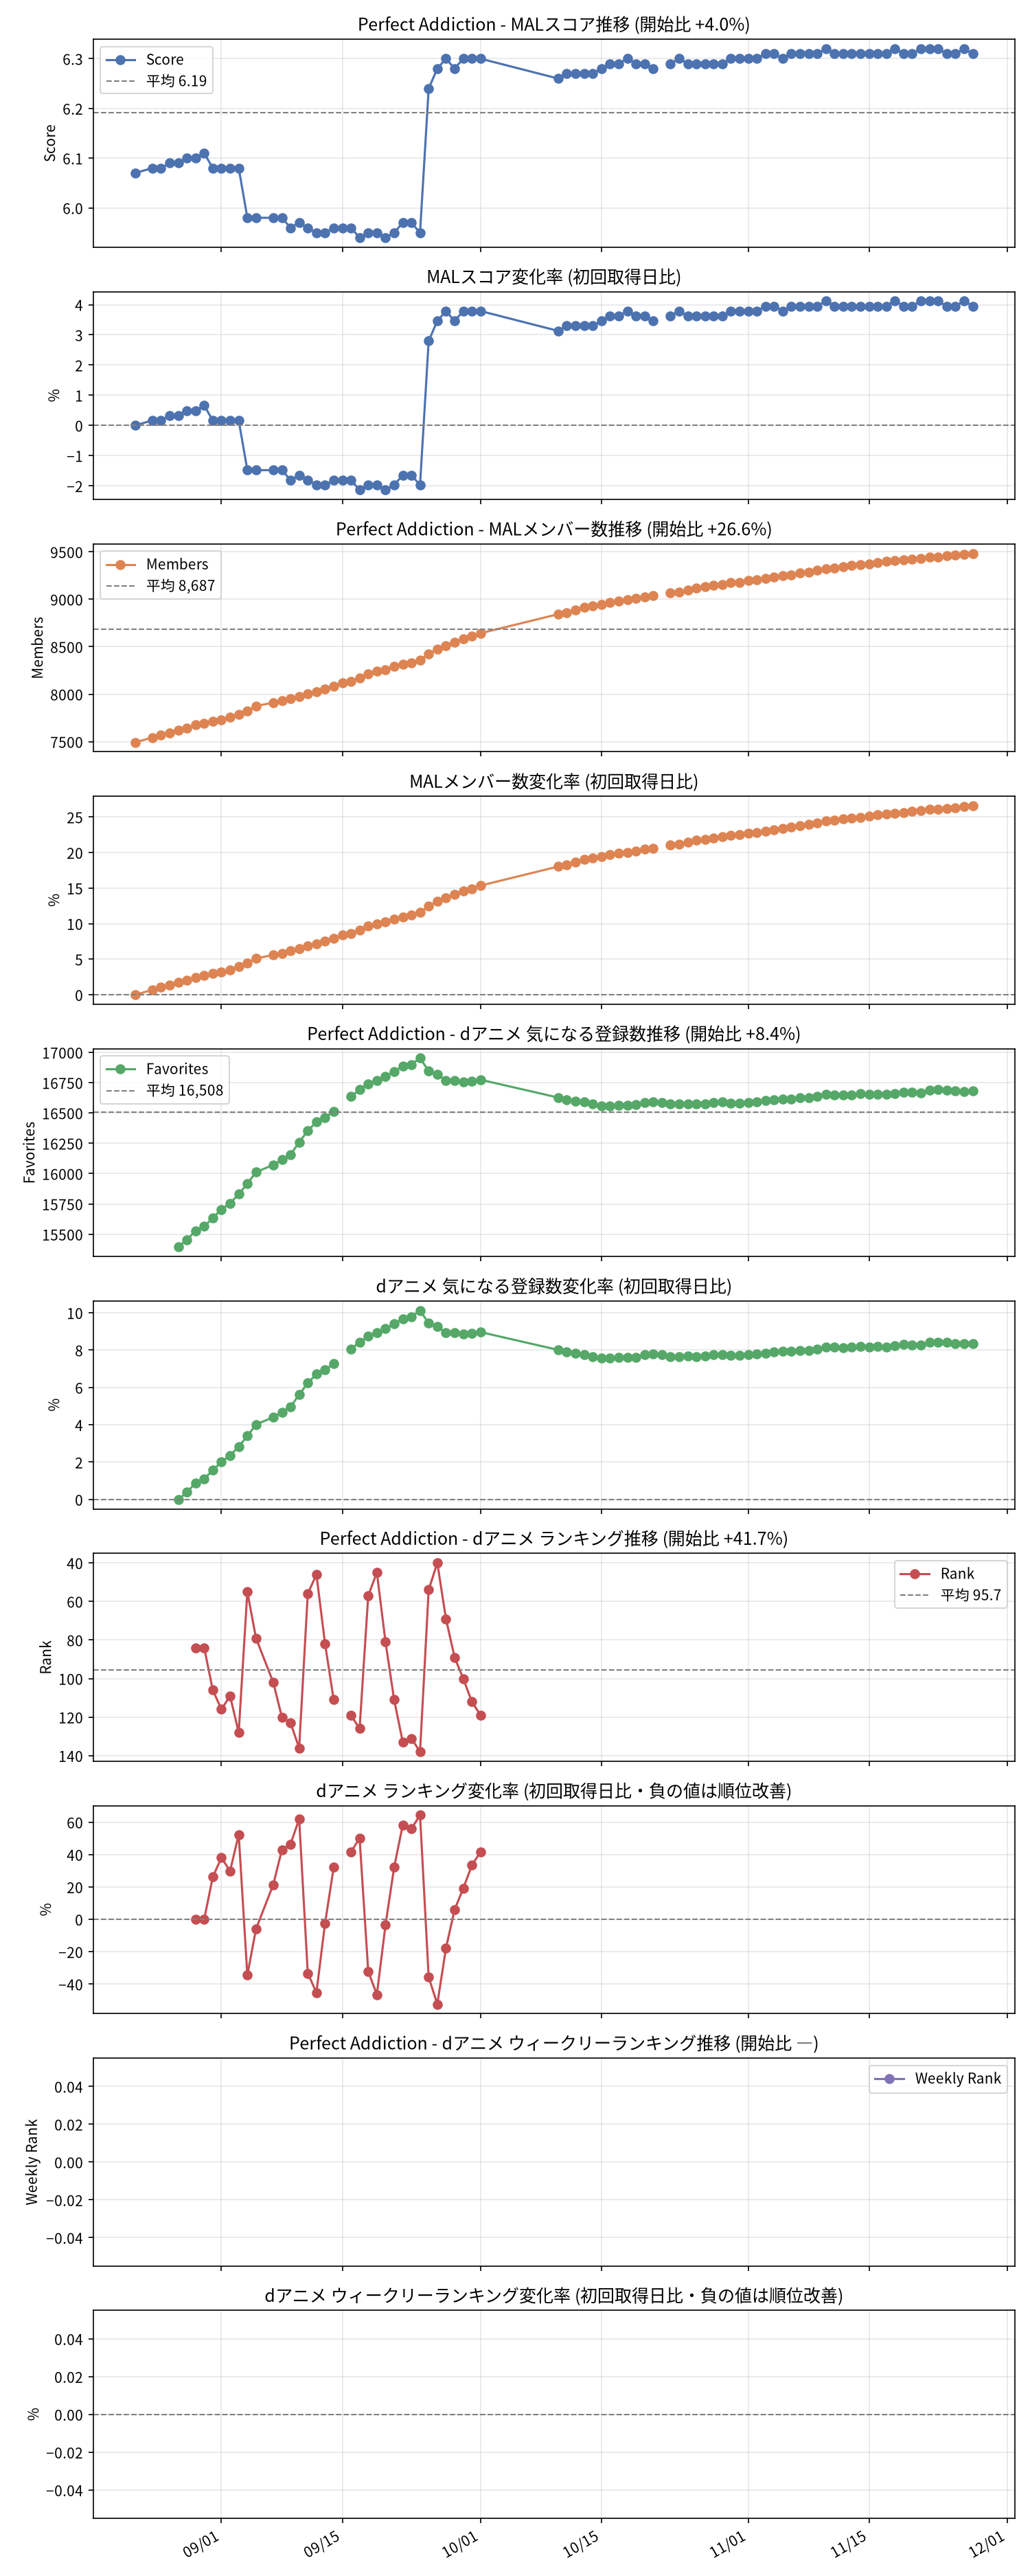 Perfect Addiction - MALスコア推移 (開始比 +4.0%)
Score
平均 6.19
Score
6.3
6.2
6.1
6.0
MALスコア変化率 (初回取得日比)
%
4
3
2
1
0
−1
−2
Perfect Addiction - MALメンバー数推移 (開始比 +26.6%)
Members
平均 8,687
Members
9500
9000
8500
8000
7500
MALメンバー数変化率 (初回取得日比)
%
25
20
15
10
5
0
Perfect Addiction - dアニメ 気になる登録数推移 (開始比 +8.4%)
Favorites
平均 16,508
Favorites
17000
16750
16500
16250
16000
15750
15500
dアニメ 気になる登録数変化率 (初回取得日比)
%
10
8
6
4
2
0
Perfect Addiction - dアニメ ランキング推移 (開始比 +41.7%)
Rank
平均 95.7
Rank
40
60
80
100
120
140
dアニメ ランキング変化率 (初回取得日比・負の値は順位改善)
%
60
40
20
0
−20
−40
Perfect Addiction - dアニメ ウィークリーランキング推移 (開始比 —)
Weekly Rank
Weekly Rank
0.04
0.02
0.00
−0.02
−0.04
dアニメ ウィークリーランキング変化率 (初回取得日比・負の値は順位改善)
%
0.04
0.02
0.00
−0.02
−0.04
09/01
09/15
10/01
10/15
11/01
11/15
12/01